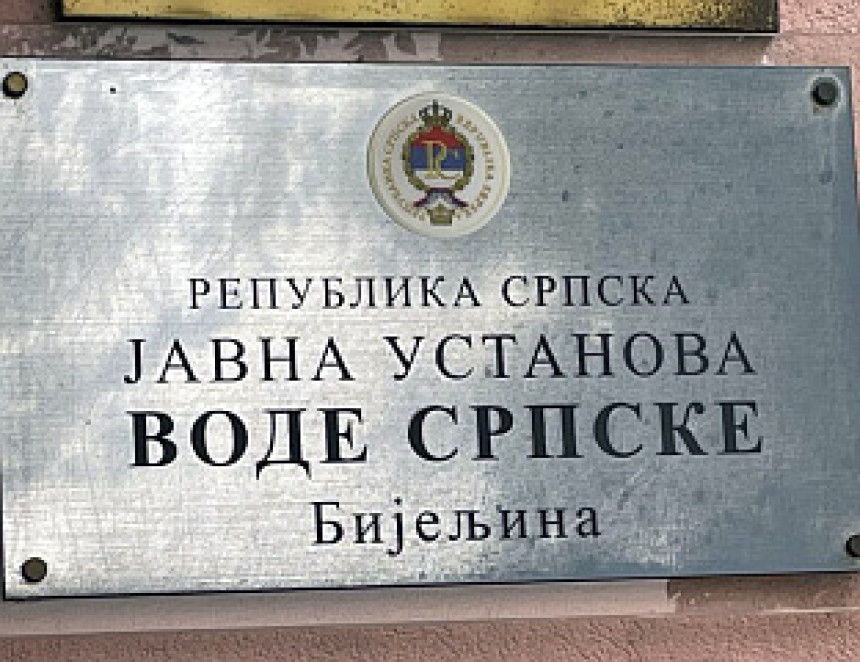 РЕПУБЛИКА СРПСКА
ЈАВНА УСТАНОВА
ВОДЕ СРПСКЕ
Бијељина